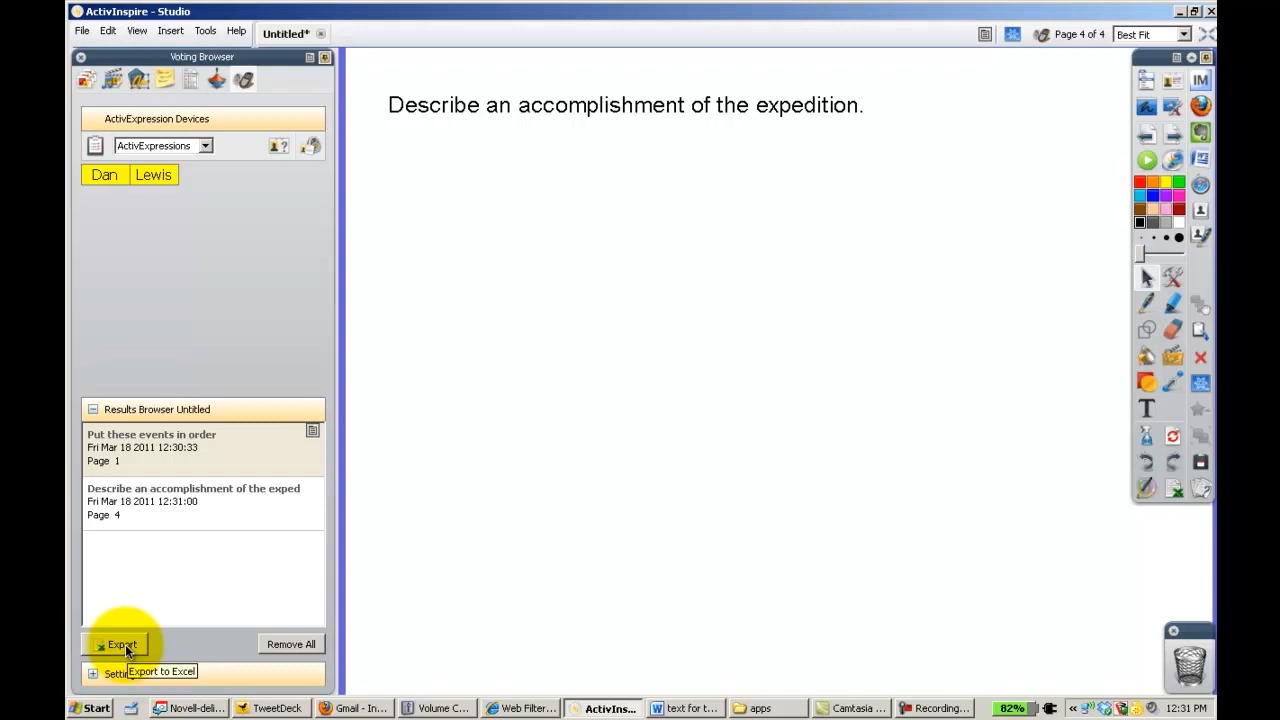 ActivInspire - Studio
File Edit View Insert Tools Help
Untitled*
Page 4 of 4
Best Fit
Voting Browser
ActivExpression Devices
ActivExpressions
Dan Lewis
Results Browser Untitled
Put these events in order
Fri Mar 18 2011 12:30:33
Page 1
Describe an accomplishment of the exped
Fri Mar 18 2011 12:31:00
Page 4
Export
Remove All
Export to Excel
Describe an accomplishment of the expedition.
IM
T
Start
Novell-deli...
TweetDeck
Gmail - In...
Volume C...
Web Filter...
ActivIns...
text for t...
apps
Camtasia ...
Recording...
82%
12:31 PM